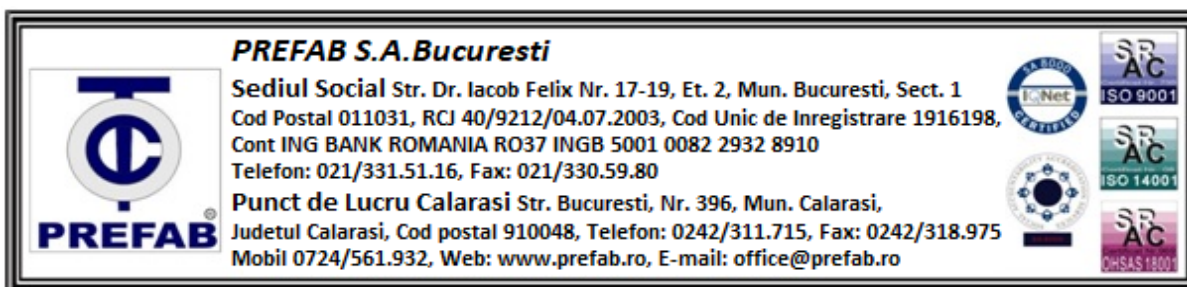 PREFAB S.A.Bucuresti
Sediul Social Str. Dr. Iacob Felix Nr. 17-19, Et. 2, Mun. Bucuresti, Sect. 1
Cod Postal 011031, RCJ 40/9212/04.07.2003, Cod Unic de Inregistrare 1916198,
Cont ING BANK ROMANIA RO37 INGB 5001 0082 2932 8910
Telefon: 021/331.51.16, Fax: 021/330.59.80
Punct de Lucru Calarasi Str. Bucuresti, Nr. 396, Mun. Calarasi,
Judetul Calarasi, Cod postal 910048, Telefon: 0242/311.715, Fax: 0242/318.975
Mobil 0724/561.932, Web: www.prefab.ro, E-mail: office@prefab.ro
PREFAB ®
SA 8000
IQNet
CERTIFIED
SRAC
ISO 9001
SRAC
ISO 14001
SRAC
OHSAS 18001